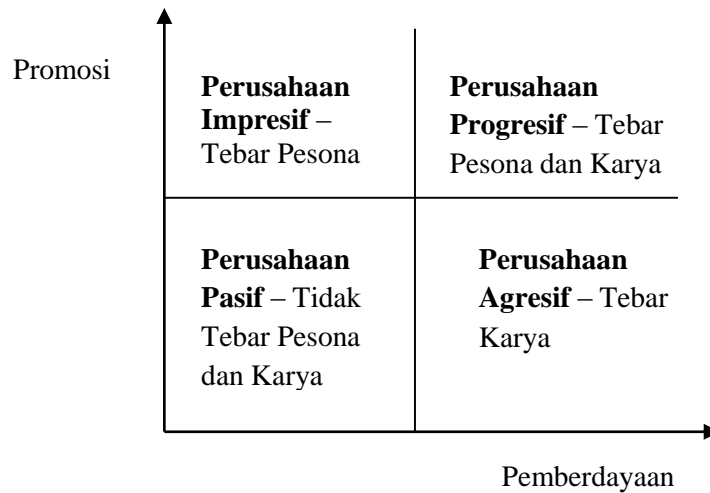 Promosi
Perusahaan
Impresif –
Tebar Pesona
Perusahaan
Progresif – Tebar
Pesona dan Karya
Perusahaan
Pasif – Tidak
Tebar Pesona
dan Karya
Perusahaan
Agresif – Tebar
Karya
Pemberdayaan